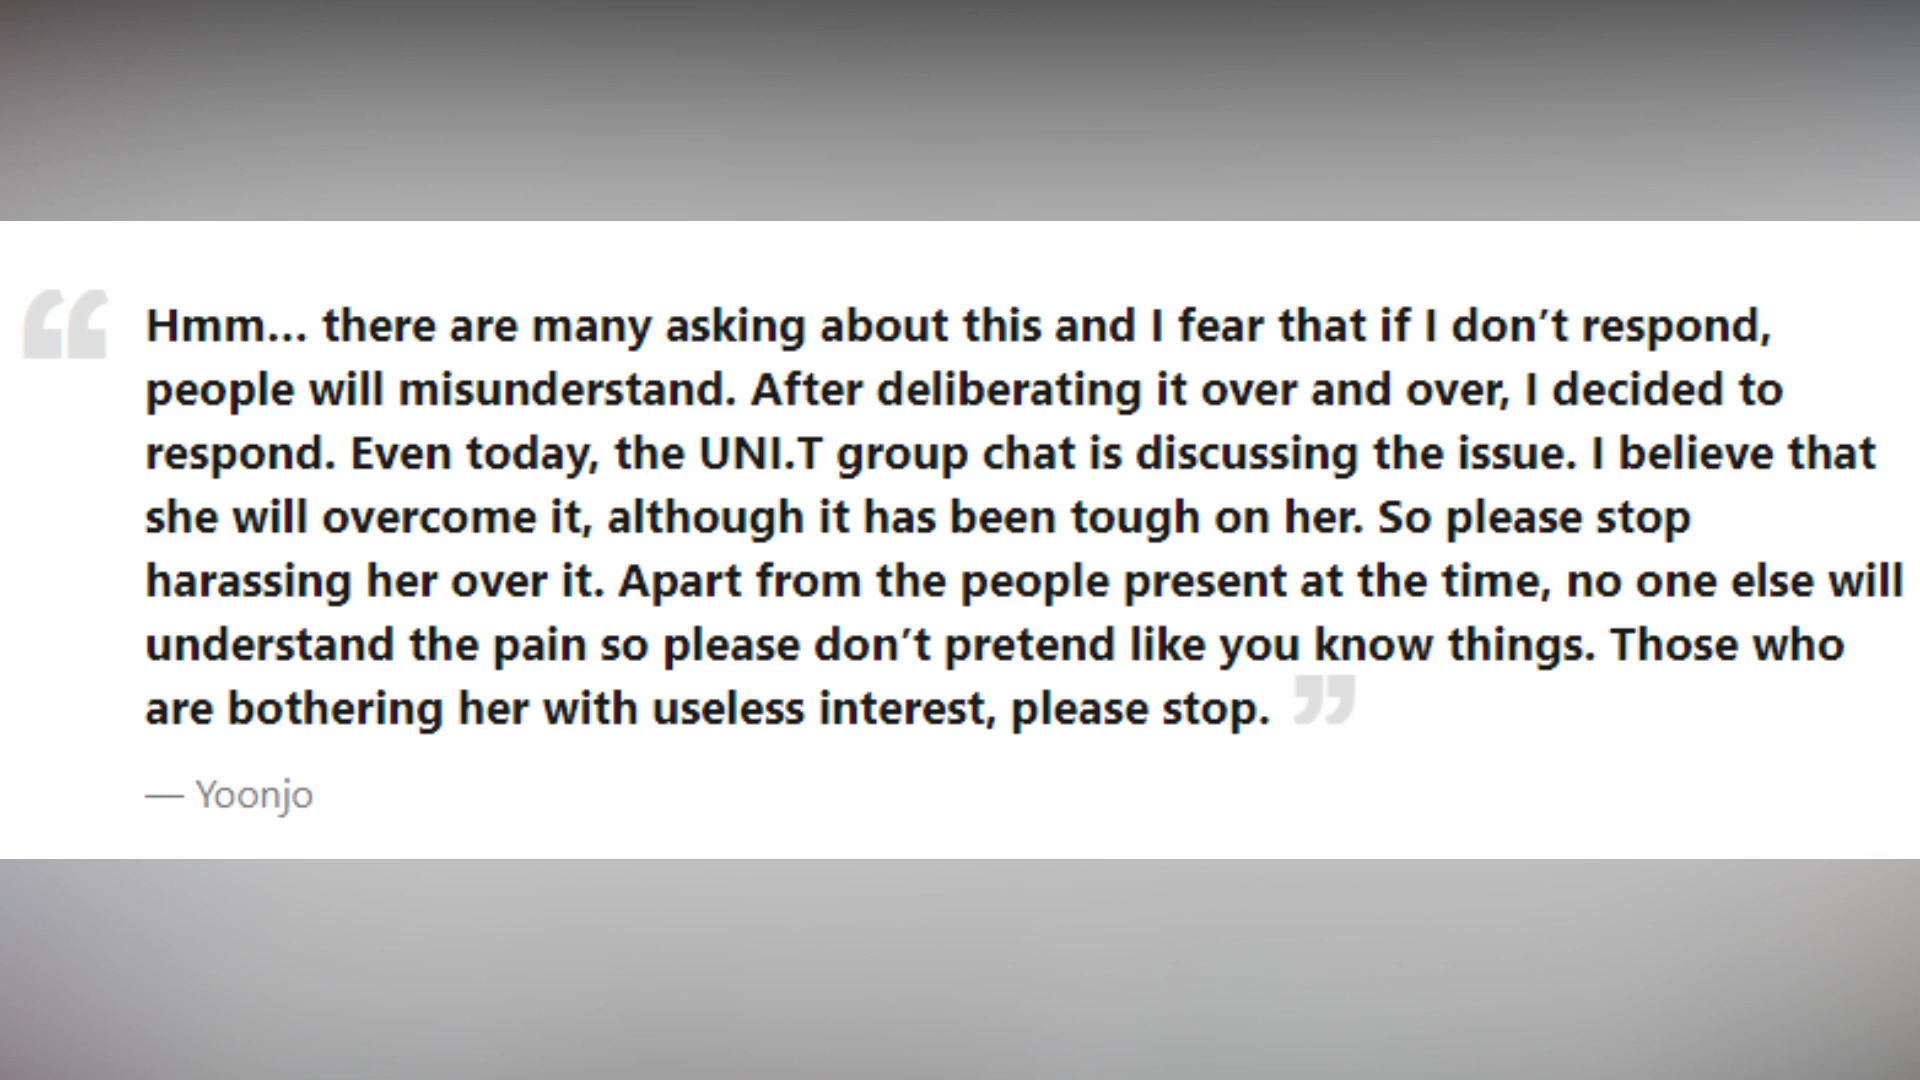 “ Hmm... there are many asking about this and I fear that if I don’t respond,
people will misunderstand. After deliberating it over and over, I decided to
respond. Even today, the UNI.T group chat is discussing the issue. I believe that
she will overcome it, although it has been tough on her. So please stop
harassing her over it. Apart from the people present at the time, no one else will
understand the pain so please don’t pretend like you know things. Those who
are bothering her with useless interest, please stop. ”
— Yoonjo